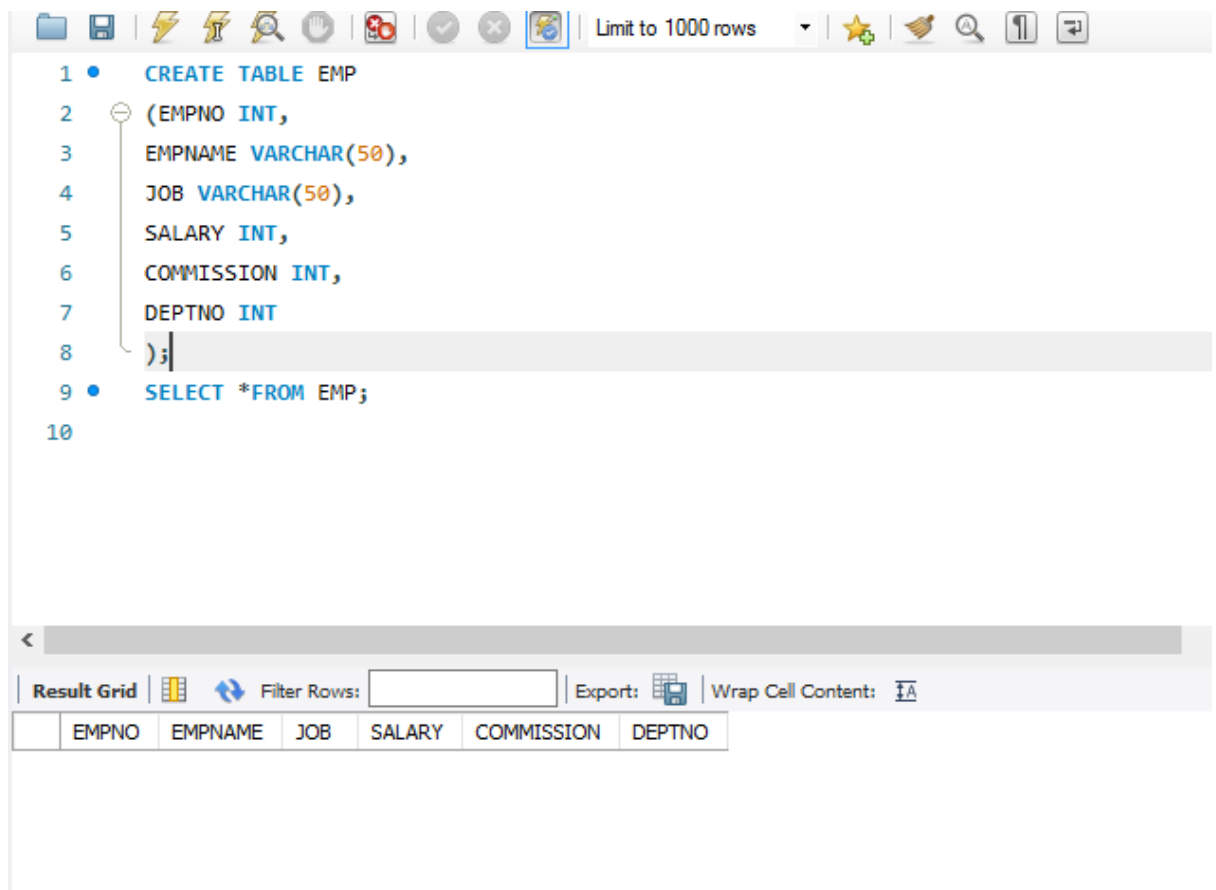 Limit to 1000 rows
1 CREATE TABLE EMP
2 (EMPNO INT,
3 EMPNAME VARCHAR(50),
4 JOB VARCHAR(50),
5 SALARY INT,
6 COMMISSION INT,
7 DEPTNO INT
8 );
9 SELECT *FROM EMP;
10
Result Grid Filter Rows: Export: Wrap Cell Content:
EMPNO EMPNAME JOB SALARY COMMISSION DEPTNO